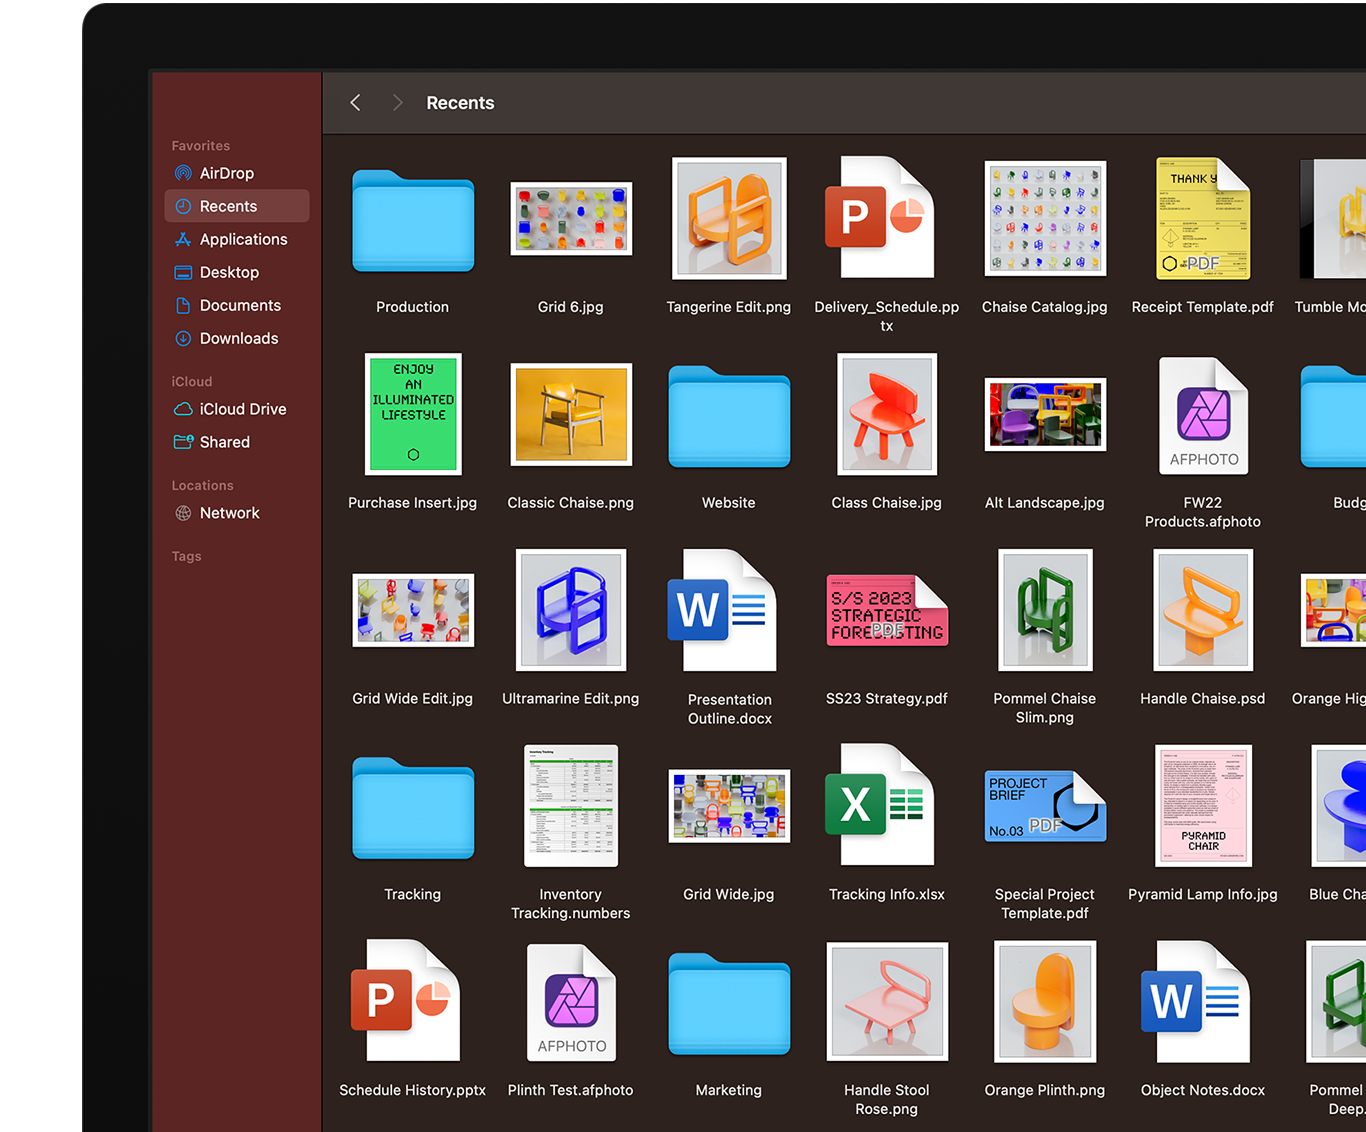 Recents
Favorites
AirDrop
Recents
Applications
Desktop
Documents
Downloads
iCloud
iCloud Drive
Shared
Locations
Network
Tags
THANK Y
PDF
P
Production
Grid 6.jpg
Tangerine Edit.png
Delivery_Schedule.pp
tx
Chaise Catalog.jpg
Receipt Template.pdf
Tumble Mo
ENJOY
AN
ILLUMINATED
LIFESTYLE
AFPHOTO
Purchase Insert.jpg
Classic Chaise.png
Website
Class Chaise.jpg
Alt Landscape.jpg
FW22
Products.afphoto
Budg
W
S/S 2023
STRATEGIC
FORECASTING
PDF
Grid Wide Edit.jpg
Ultramarine Edit.png
Presentation
Outline.docx
SS23 Strategy.pdf
Pommel Chaise
Slim.png
Handle Chaise.psd
Orange Hig
Inventory Tracking
X
PROJECT
BRIEF
No.03
PDF
PYRAMID
CHAIR
Tracking
Inventory
Tracking.numbers
Grid Wide.jpg
Tracking Info.xlsx
Special Project
Template.pdf
Pyramid Lamp Info.jpg
Blue Cha
P
AFPHOTO
W
Schedule History.pptx
Plinth Test.afphoto
Marketing
Handle Stool
Rose.png
Orange Plinth.png
Object Notes.docx
Pommel
Deep.